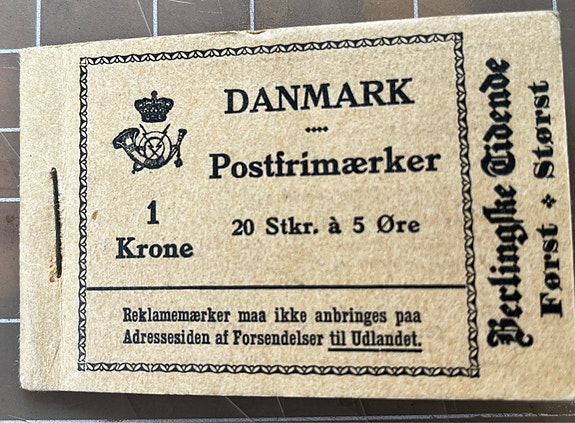 DANMARK
Postfrimærker
1
Krone
20 Stkr. à 5 Øre
Reklamemærker maa ikke anbringes paa
Adressesiden af Forsendelser til Udlandet.
Berlingske Tidende
Først Størst